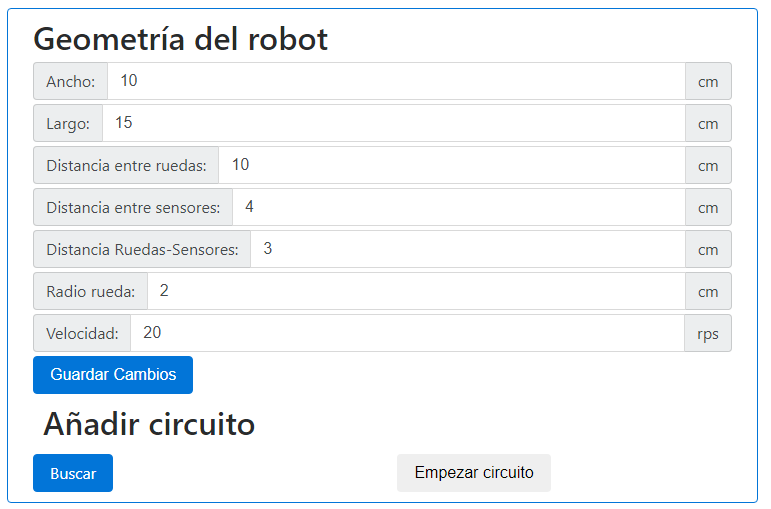 Geometría del robot
Ancho: 10 cm
Largo: 15 cm
Distancia entre ruedas: 10 cm
Distancia entre sensores: 4 cm
Distancia Ruedas-Sensores: 3 cm
Radio rueda: 2 cm
Velocidad: 20 rps
Guardar Cambios
Añadir circuito
Buscar Empezar circuito